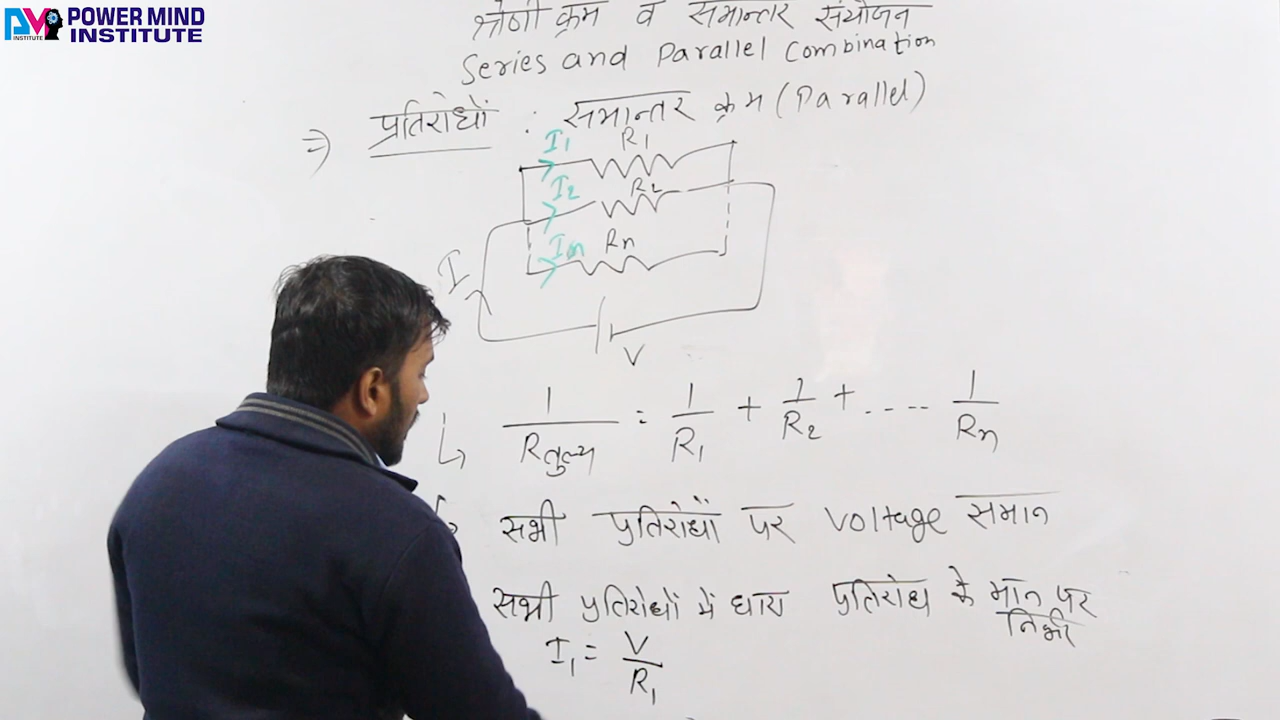 POWER MIND
INSTITUTE
PM
INSTITUTE
श्रेणी क्रम व समान्तर संयोजन
Series and Parallel Combination
⇒ प्रतिरोधों : समान्तर क्रम (Parallel)
I1 R1
I2 R2
In Rn
I
V
↳ 1/Rतुल्य = 1/R1 + 1/R2 + .... 1/Rn
↳ सभी प्रतिरोधों पर Voltage समान
सभी प्रतिरोधों में धारा प्रतिरोध के मान पर
निर्भर
I1 = V/R1